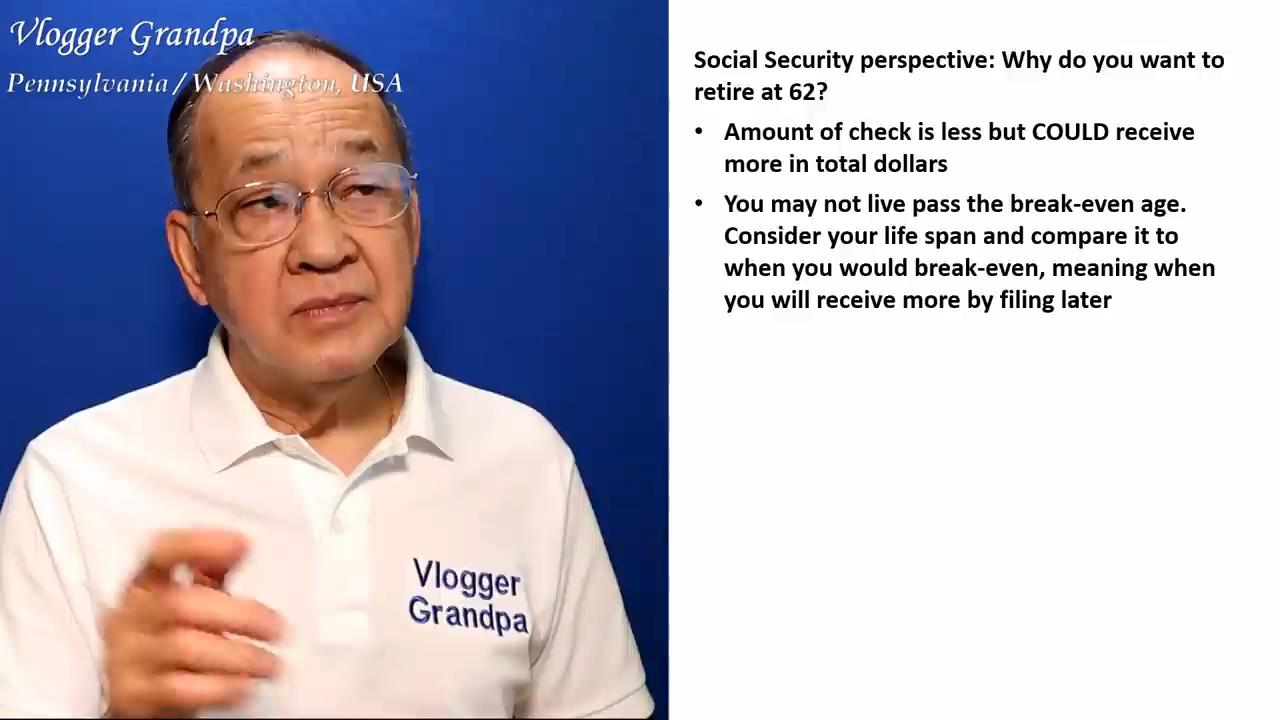 Vlogger Grandpa
Pennsylvania / Washington, USA
Vlogger
Grandpa
Social Security perspective: Why do you want to
retire at 62?
• Amount of check is less but COULD receive
more in total dollars
• You may not live pass the break-even age.
Consider your life span and compare it to
when you would break-even, meaning when
you will receive more by filing later